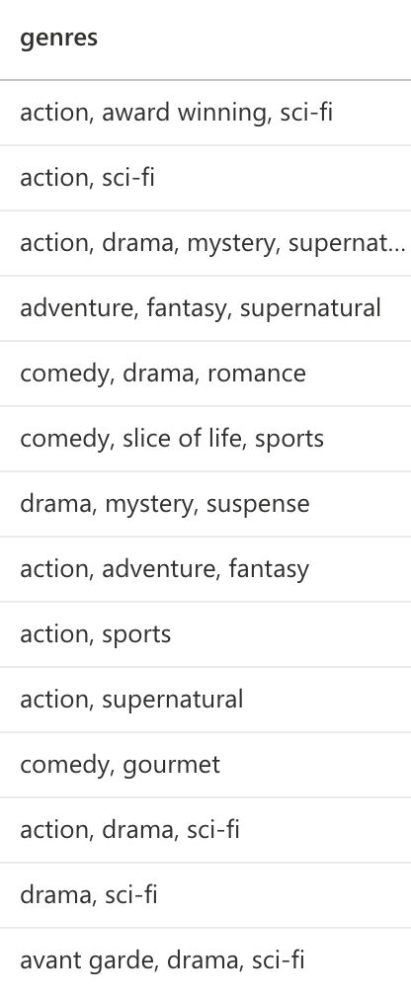 genres
action, award winning, sci-fi
action, sci-fi
action, drama, mystery, supernat...
adventure, fantasy, supernatural
comedy, drama, romance
comedy, slice of life, sports
drama, mystery, suspense
action, adventure, fantasy
action, sports
action, supernatural
comedy, gourmet
action, drama, sci-fi
drama, sci-fi
avant garde, drama, sci-fi